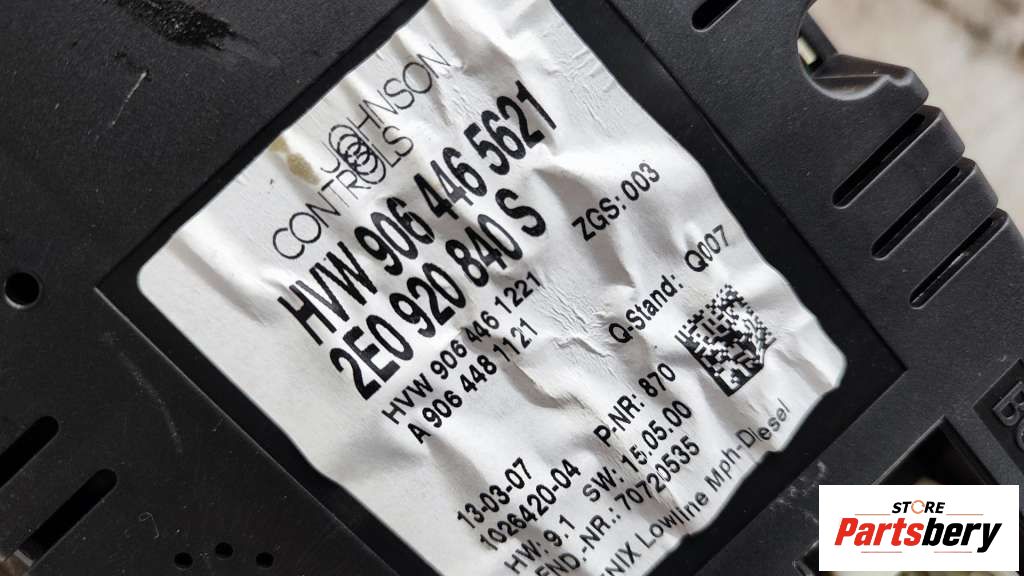 JOHNSON
CONTROLS
HVW 906 446 5621
2E0 920 840 S
HVW 906 446 1221
A 906 448 1121
ZGS: 003
Q.Stand: Q007
13-03-07 P-NR: 870
1026420-04
HW: 9.1 SW: 15.05.00
END.-NR.: 70720535
Lowline Mph-Diesel
STORE
Partsbery